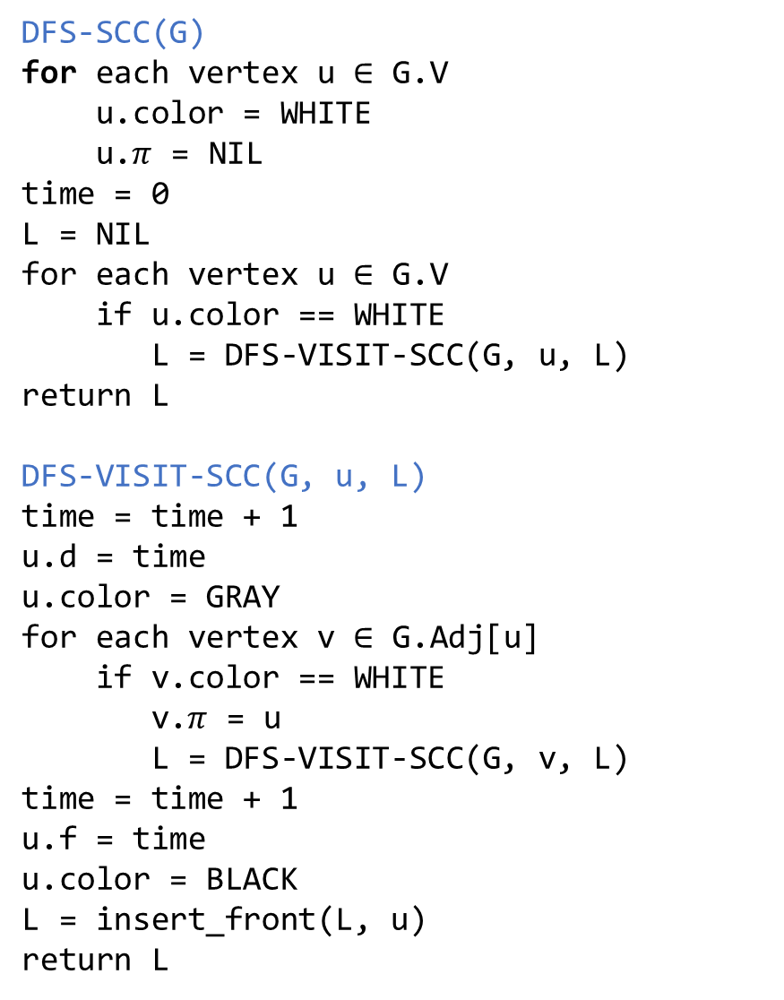 DFS-SCC(G)
for each vertex u ∈ G.V
    u.color = WHITE
    u.π = NIL
time = 0
L = NIL
for each vertex u ∈ G.V
    if u.color == WHITE
       L = DFS-VISIT-SCC(G, u, L)
return L

DFS-VISIT-SCC(G, u, L)
time = time + 1
u.d = time
u.color = GRAY
for each vertex v ∈ G.Adj[u]
    if v.color == WHITE
       v.π = u
       L = DFS-VISIT-SCC(G, v, L)
time = time + 1
u.f = time
u.color = BLACK
L = insert_front(L, u)
return L